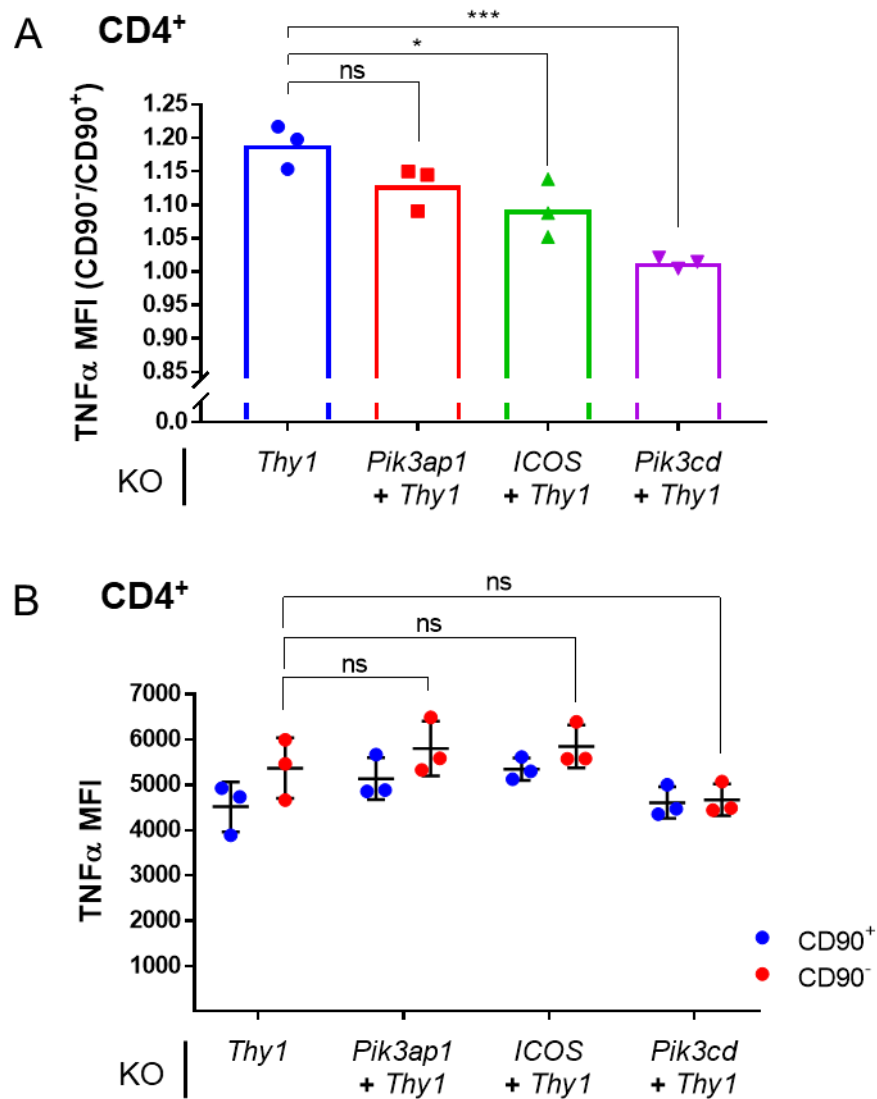 A CD4⁺
***
*
ns
TNFα MFI (CD90⁻/CD90⁺)
1.25
1.20
1.15
1.10
1.05
1.00
0.95
0.90
0.85
0.0
KO
Thy1
Pik3ap1
+ Thy1
ICOS
+ Thy1
Pik3cd
+ Thy1
B CD4⁺
ns
ns
ns
TNFα MFI
7000
6000
5000
4000
3000
2000
1000
CD90⁺
CD90⁻
KO
Thy1
Pik3ap1
+ Thy1
ICOS
+ Thy1
Pik3cd
+ Thy1